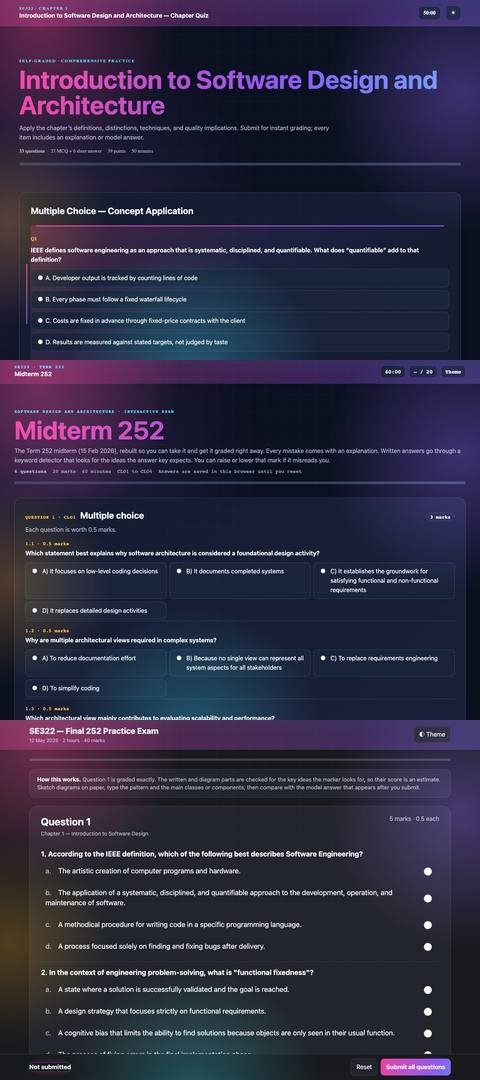 SE322 · CHAPTER 1
Introduction to Software Design and Architecture — Chapter Quiz
50:00
SELF-GRADED · COMPREHENSIVE PRACTICE
Introduction to Software Design and
Architecture
Apply the chapter's definitions, distinctions, techniques, and quality implications. Submit for instant grading; every
item includes an explanation or model answer.
33 questions 27 MCQ + 6 short answer 39 points 50 minutes
Multiple Choice — Concept Application
Q1
IEEE defines software engineering as an approach that is systematic, disciplined, and quantifiable. What does "quantifiable" add to that
definition?
A. Developer output is tracked by counting lines of code
B. Every phase must follow a fixed waterfall lifecycle
C. Costs are fixed in advance through fixed-price contracts with the client
D. Results are measured against stated targets, not judged by taste
SE322 · TERM 252
Midterm 252
60:00
— / 20
Theme
SOFTWARE DESIGN AND ARCHITECTURE · INTERACTIVE EXAM
Midterm 252
The Term 252 midterm (15 Feb 2026), rebuilt so you can take it and get it graded right away. Every mistake comes with an explanation. Written answers go through a
keyword detector that looks for the ideas the answer key expects. You can raise or lower that mark if it misreads you.
6 questions 20 marks 60 minutes CLO1 to CLO4 Answers are saved in this browser until you reset
QUESTION 1 · CLO1 Multiple choice
3 marks
Each question is worth 0.5 marks.
1.1 · 0.5 marks
Which statement best explains why software architecture is considered a foundational design activity?
A) It focuses on low-level coding decisions
B) It documents completed systems
C) It establishes the groundwork for
satisfying functional and non-functional
requirements
D) It replaces detailed design activities
1.2 · 0.5 marks
Why are multiple architectural views required in complex systems?
A) To reduce documentation effort
B) Because no single view can represent all
system aspects for all stakeholders
C) To replace requirements engineering
D) To simplify coding
1.3 · 0.5 marks
Which architectural view mainly contributes to evaluating scalability and performance?
SE322 — Final 252 Practice Exam
12 May 2026 · 2 hours · 40 marks
Theme
How this works. Question 1 is graded exactly. The written and diagram parts are checked for the key ideas the marker looks for, so their score is an estimate.
Sketch diagrams on paper, type the pattern and the main classes or components, then compare with the model answer that appears after you submit.
Question 1
5 marks · 0.5 each
Chapter 1 — Introduction to Software Design
1. According to the IEEE definition, which of the following best describes Software Engineering?
a. The artistic creation of computer programs and hardware.
b. The application of a systematic, disciplined, and quantifiable approach to the development, operation, and
maintenance of software.
c. A methodical procedure for writing code in a specific programming language.
d. A process focused solely on finding and fixing bugs after delivery.
2. In the context of engineering problem-solving, what is "functional fixedness"?
a. A state where a solution is successfully validated and the goal is reached.
b. A design strategy that focuses strictly on functional requirements.
c. A cognitive bias that limits the ability to find solutions because objects are only seen in their usual function.
Not submitted
Reset
Submit all questions